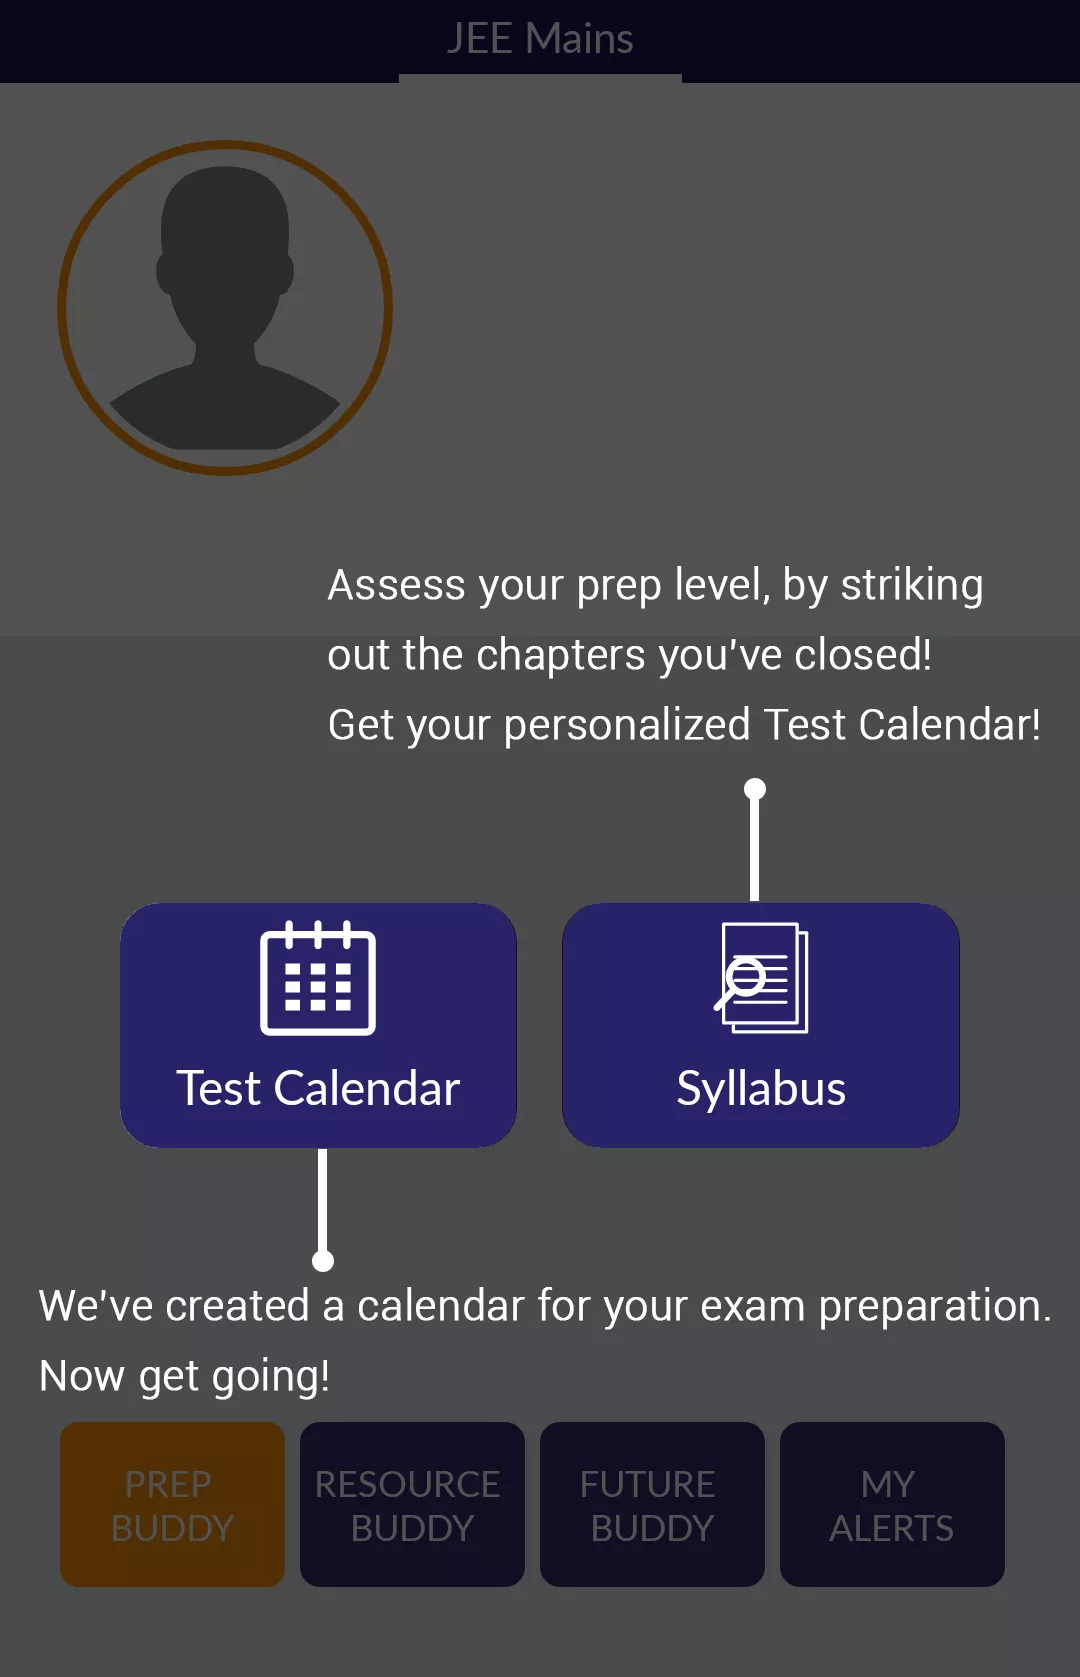 JEE Mains
Assess your prep level, by striking
out the chapters you've closed!
Get your personalized Test Calendar!
Test Calendar
Syllabus
We've created a calendar for your exam preparation.
Now get going!
PREP
BUDDY
RESOURCE
BUDDY
FUTURE
BUDDY
MY
ALERTS